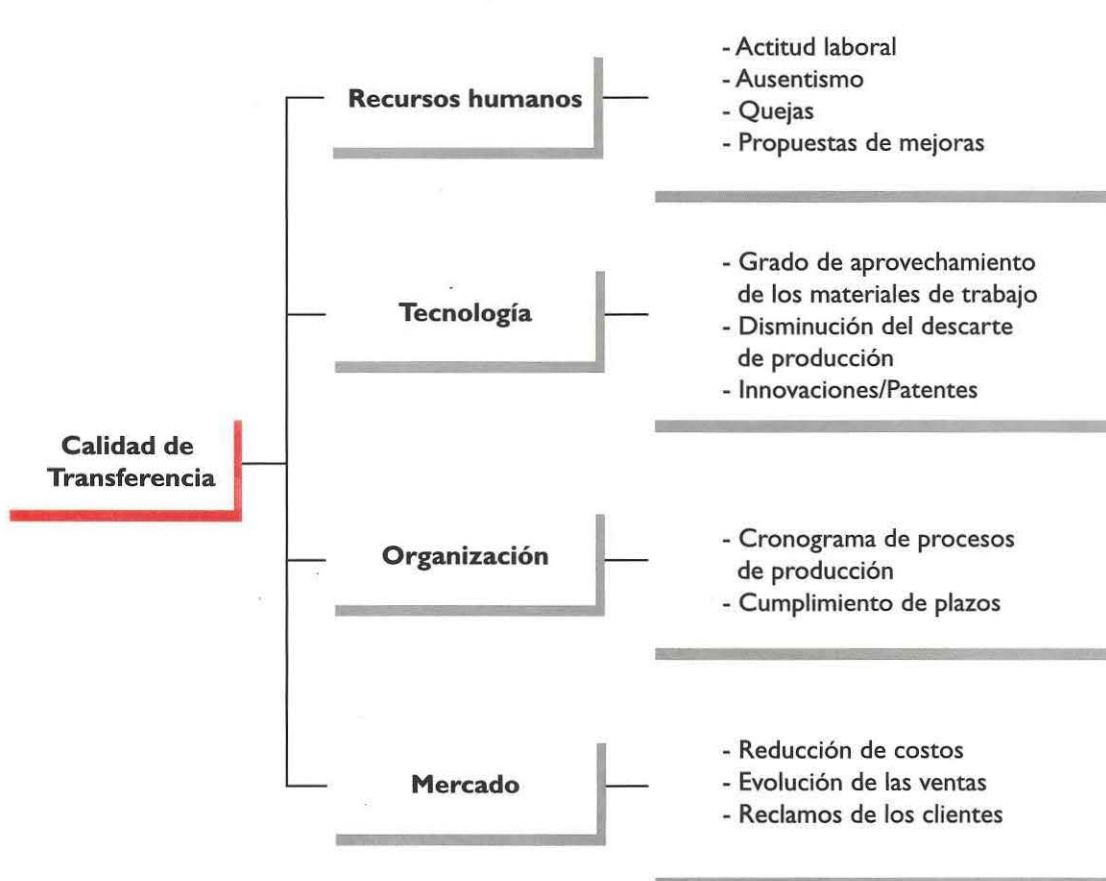 Calidad de
Transferencia
Recursos humanos
- Actitud laboral
- Ausentismo
- Quejas
- Propuestas de mejoras
Tecnología
- Grado de aprovechamiento
de los materiales de trabajo
- Disminución del descarte
de producción
- Innovaciones/Patentes
Organización
- Cronograma de procesos
de producción
- Cumplimiento de plazos
Mercado
- Reducción de costos
- Evolución de las ventas
- Reclamos de los clientes